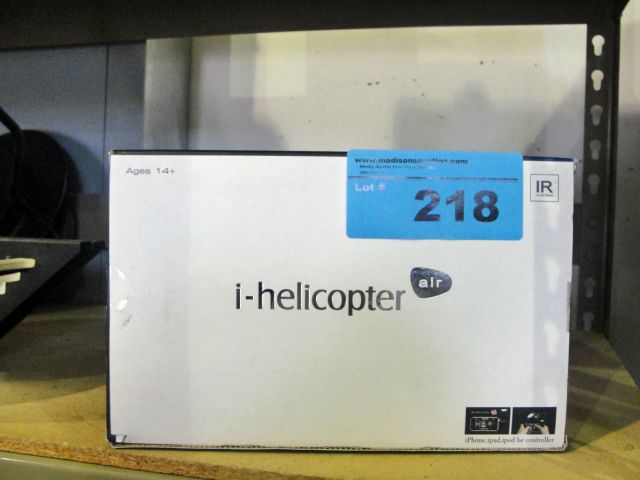 Ages 14+
www.madisonsauction.com
Lot #
218
IR
i-helicopter air
iPhone,ipad,ipod be controller